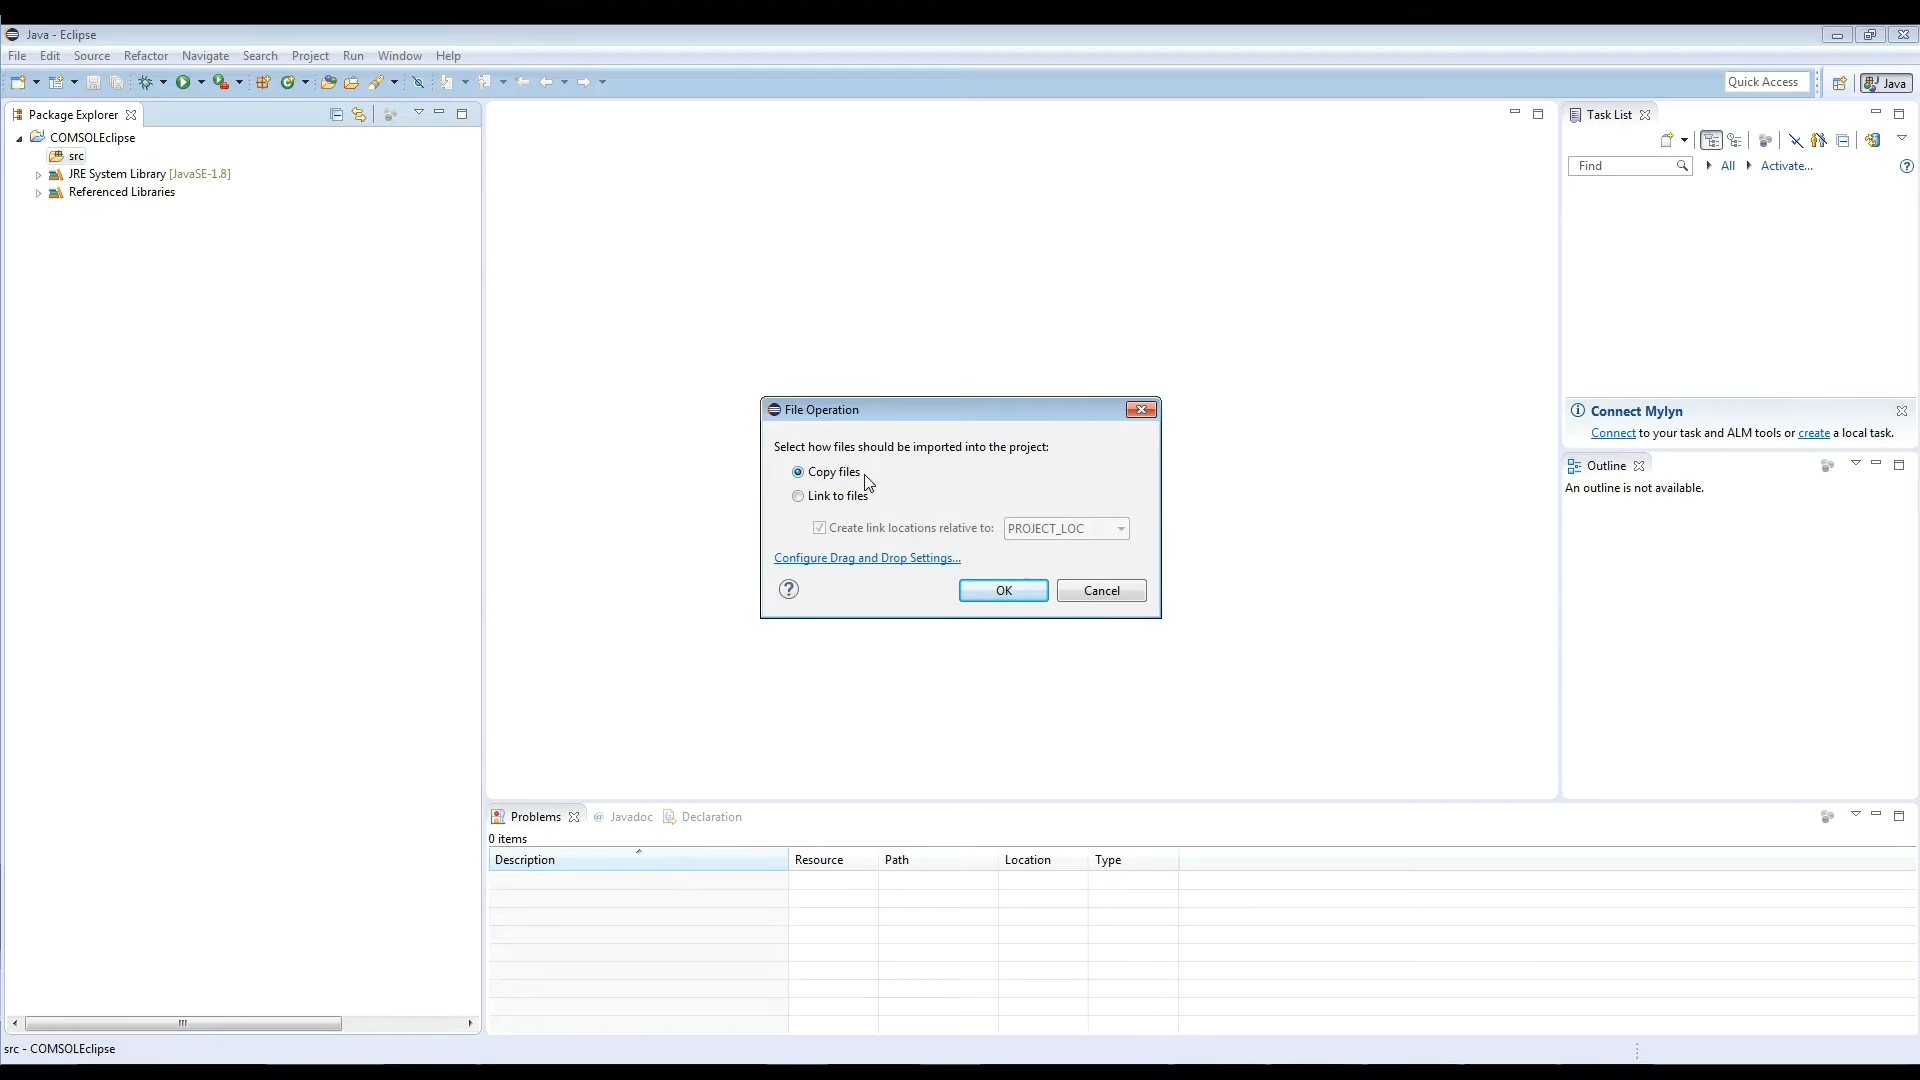 Java - Eclipse
File Edit Source Refactor Navigate Search Project Run Window Help
Quick Access
Java
Package Explorer
COMSOLEclipse
src
JRE System Library [JavaSE-1.8]
Referenced Libraries
File Operation
Select how files should be imported into the project:
Copy files
Link to files
Create link locations relative to: PROJECT_LOC
Configure Drag and Drop Settings...
OK Cancel
Task List
Find All Activate...
Connect Mylyn
Connect to your task and ALM tools or create a local task.
Outline
An outline is not available.
Problems @ Javadoc Declaration
0 items
Description Resource Path Location Type
src - COMSOLEclipse